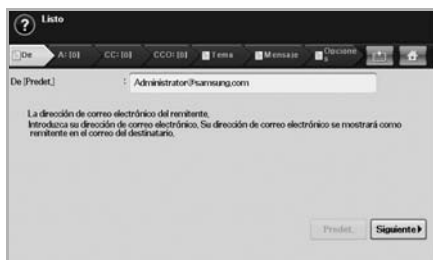 Listo
De
A: [0]
CC: [0]
CCO: [0]
Tema
Mensaje
Opciones
De [Predet.] : Administrator@samsung.com
La dirección de correo electrónico del remitente.
Introduzca su dirección de correo electrónico. Su dirección de correo electrónico se mostrará como
remitente en el correo del destinatario.
Predet.
Siguiente